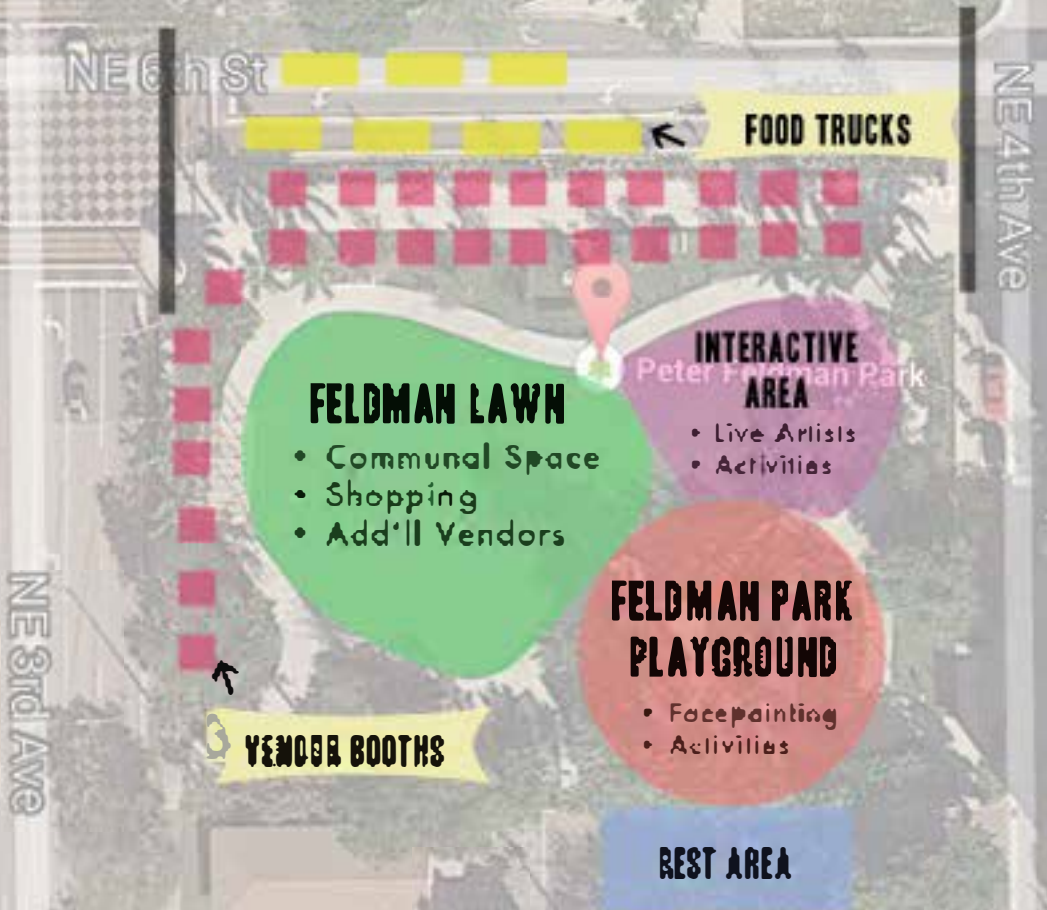 NE 6th St
FOOD TRUCKS
NE 4th Ave
INTERACTIVE
AREA
Peter Feldman Park
• Live Artists
• Activities
FELDMAN LAWN
• Communal Space
• Shopping
• Add'll Vendors
FELDMAN PARK
PLAYGROUND
• Facepainting
• Activities
NE 3rd Ave
VENDOR BOOTHS
REST AREA